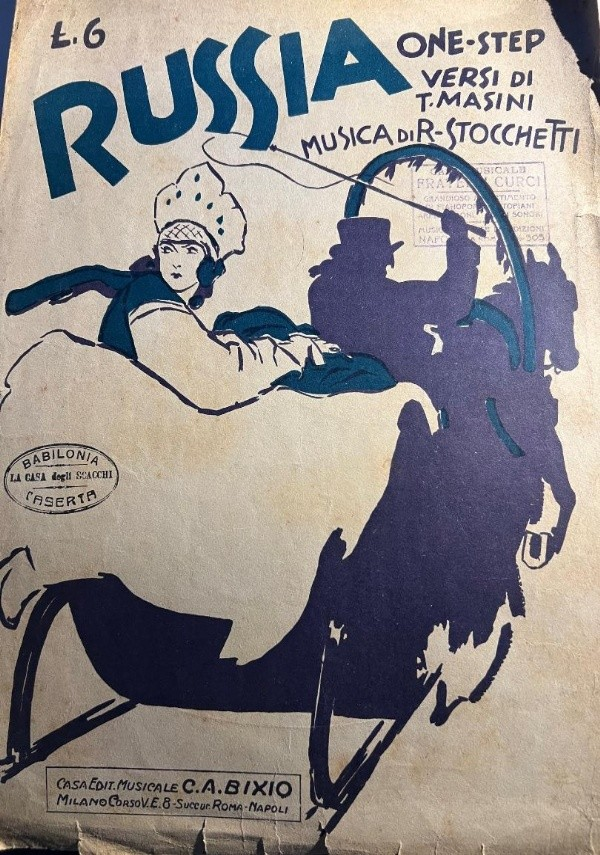 Ł. 6
RUSSIA
ONE-STEP
VERSI DI
T. MASINI
MUSICA DI R-STOCCHETTI
FRATELLI CURCI
BABILONIA
LA CASA degli SCACCHI
CASERTA
CASA EDIT. MUSICALE C. A. BIXIO
MILANO CORSO V. E. 8 - SUCCUR. ROMA - NAPOLI